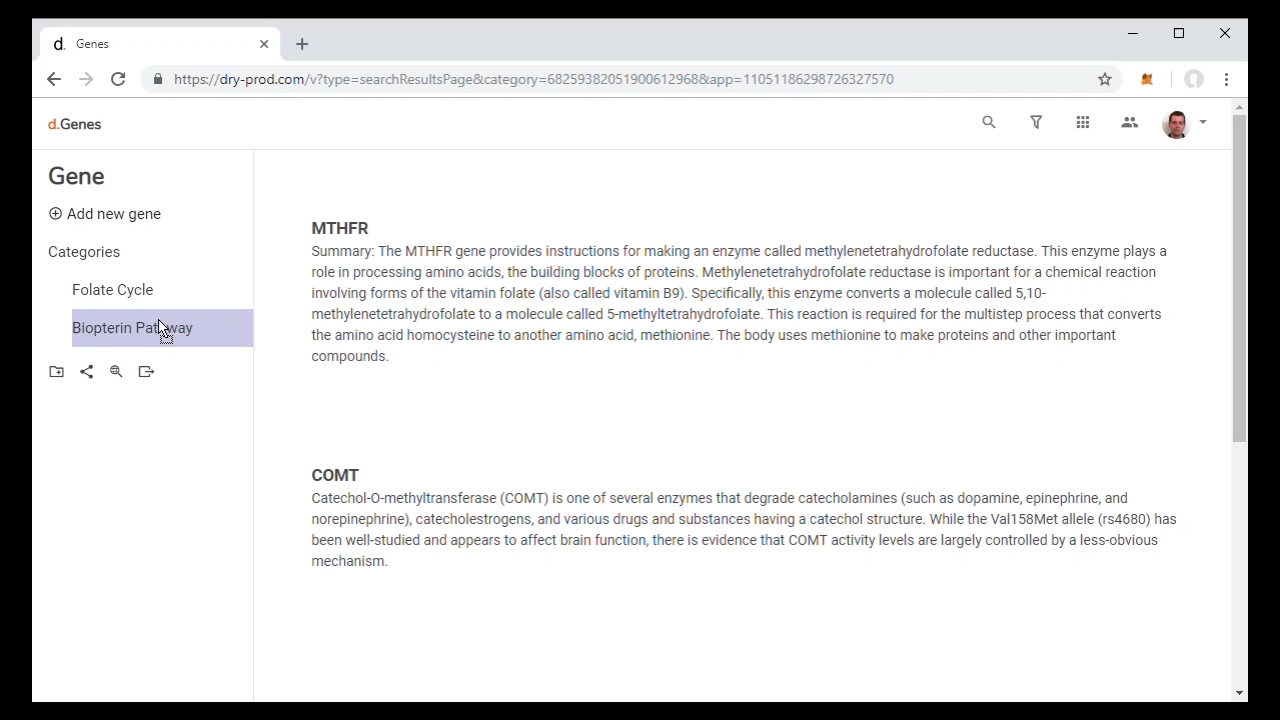 d. Genes
https://dry-prod.com/v?type=searchResultsPage&category=68259382051900612968&app=11051186298726327570
d.Genes
Gene
Add new gene
Categories
Folate Cycle
Biopterin Pathway
MTHFR
Summary: The MTHFR gene provides instructions for making an enzyme called methylenetetrahydrofolate reductase. This enzyme plays a
role in processing amino acids, the building blocks of proteins. Methylenetetrahydrofolate reductase is important for a chemical reaction
involving forms of the vitamin folate (also called vitamin B9). Specifically, this enzyme converts a molecule called 5,10-
methylenetetrahydrofolate to a molecule called 5-methyltetrahydrofolate. This reaction is required for the multistep process that converts
the amino acid homocysteine to another amino acid, methionine. The body uses methionine to make proteins and other important
compounds.
COMT
Catechol-O-methyltransferase (COMT) is one of several enzymes that degrade catecholamines (such as dopamine, epinephrine, and
norepinephrine), catecholestrogens, and various drugs and substances having a catechol structure. While the Val158Met allele (rs4680) has
been well-studied and appears to affect brain function, there is evidence that COMT activity levels are largely controlled by a less-obvious
mechanism.